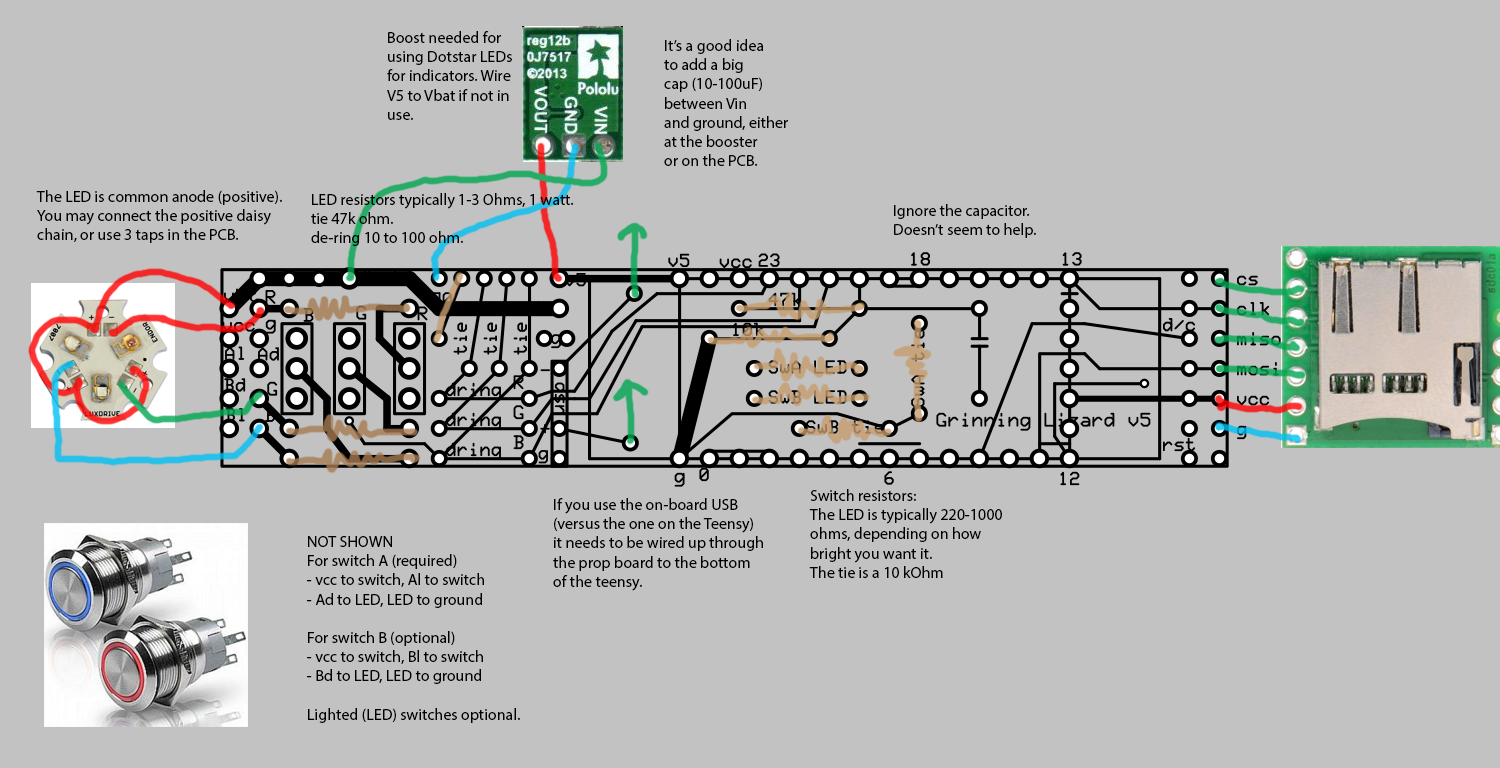 Boost needed for
using Dotstar LEDs
for indicators. Wire
V5 to Vbat if not in
use.
reg12b
0J7517
©2013
Pololu
VOUT
GND
VIN
It's a good idea
to add a big
cap (10-100uF)
between Vin
and ground, either
at the booster
or on the PCB.
The LED is common anode (positive).
You may connect the positive daisy
chain, or use 3 taps in the PCB.
LED resistors typically 1-3 Ohms, 1 watt.
tie 47k ohm.
de-ring 10 to 100 ohm.
Ignore the capacitor.
Doesn't seem to help.
v5
v5
vcc
23
18
13
R
vcc
g
Al
Ad
Bd
G
Bl
B
G
R
tie
tie
tie
dring
dring
dring
R
G
B
g
-
+
g
47k
10k
SwA LED
SwB LED
SwB tie
SwA tie
Grinning Lizard v5
g
0
6
12
d/c
rst
cs
clk
miso
mosi
vcc
g
LUXDRIVE
ENDOR
If you use the on-board USB
(versus the one on the Teensy)
it needs to be wired up through
the prop board to the bottom
of the teensy.
Switch resistors:
The LED is typically 220-1000
ohms, depending on how
bright you want it.
The tie is a 10 kOhm
NOT SHOWN
For switch A (required)
- vcc to switch, Al to switch
- Ad to LED, LED to ground
For switch B (optional)
- vcc to switch, Bl to switch
- Bd to LED, LED to ground
Lighted (LED) switches optional.